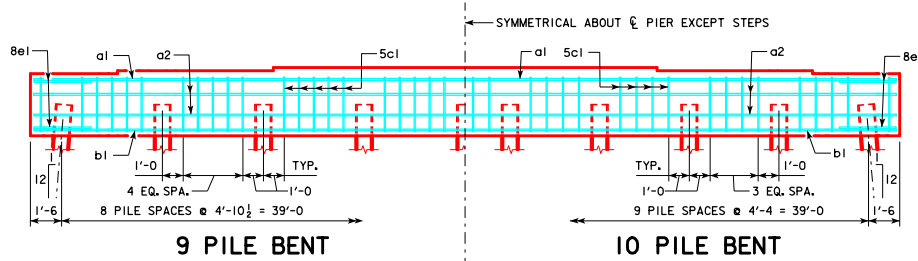 SYMMETRICAL ABOUT ℄ PIER EXCEPT STEPS
8e1
a1
a2
5c1
a1
5c1
a2
8e
b1
b1
1'-0
TYP.
1'-0
4 EQ. SPA.
1'-0
1'-0
3 EQ. SPA.
12
12
1'-6
8 PILE SPACES @ 4'-10½ = 39'-0
9 PILE SPACES @ 4'-4 = 39'-0
1'-6
9 PILE BENT
10 PILE BENT